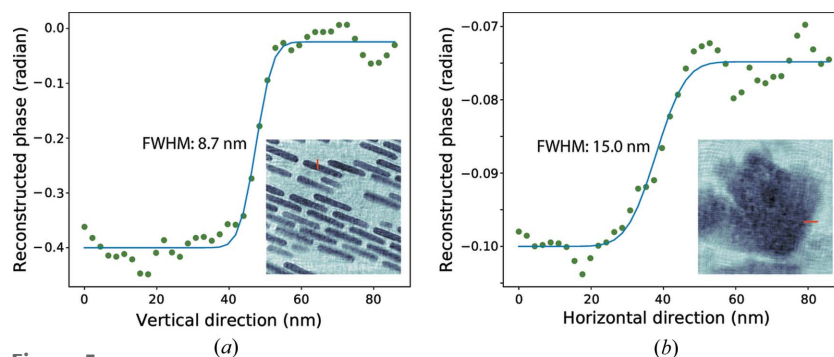 0.0
−0.1
−0.2
−0.3
−0.4
Reconstructed phase (radian)
FWHM: 8.7 nm
0 20 40 60 80
Vertical direction (nm)
(a)
−0.07
−0.08
−0.09
−0.10
Reconstructed phase (radian)
FWHM: 15.0 nm
0 20 40 60 80
Horizontal direction (nm)
(b)